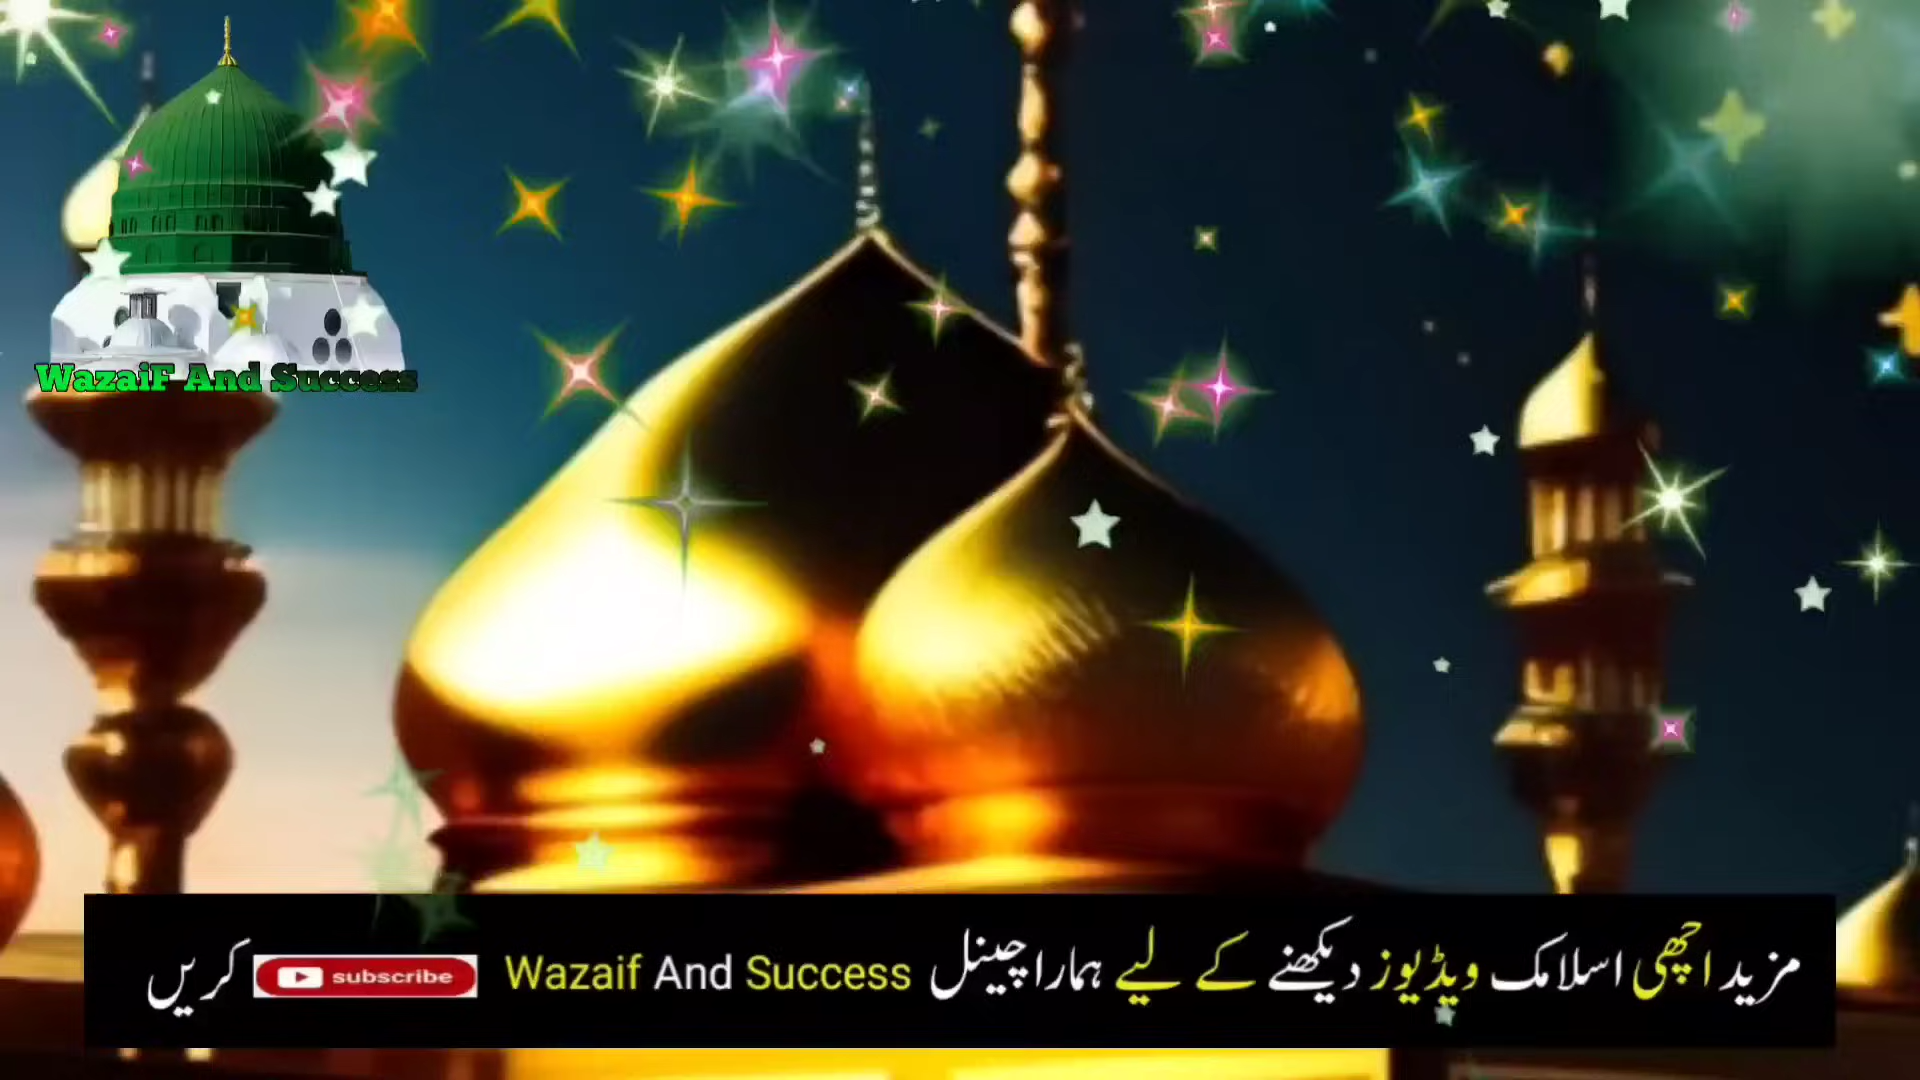 WazaiF And Success
مزید اچھی اسلامک ویڈیوز دیکھنے کے لیے ہمارا چینل Wazaif And Success subscribe کریں